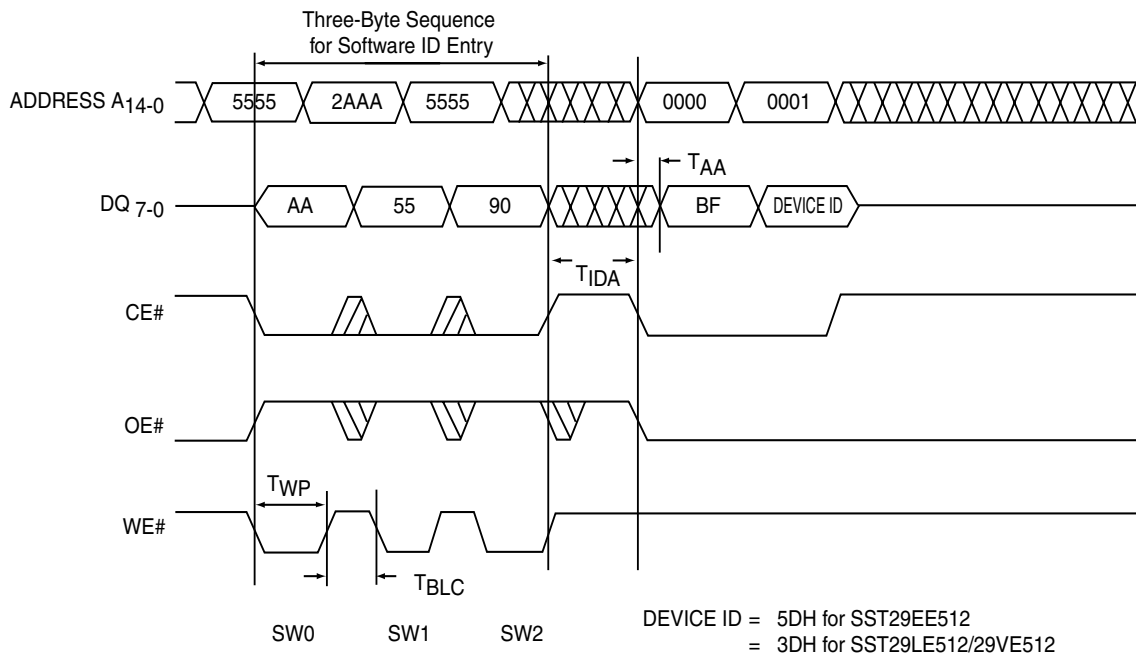 Three-Byte Sequence
for Software ID Entry
ADDRESS A14-0
5555
2AAA
5555
0000
0001
TAA
DQ 7-0
AA
55
90
BF
DEVICE ID
TIDA
CE#
OE#
TWP
WE#
TBLC
SW0
SW1
SW2
DEVICE ID = 5DH for SST29EE512
= 3DH for SST29LE512/29VE512